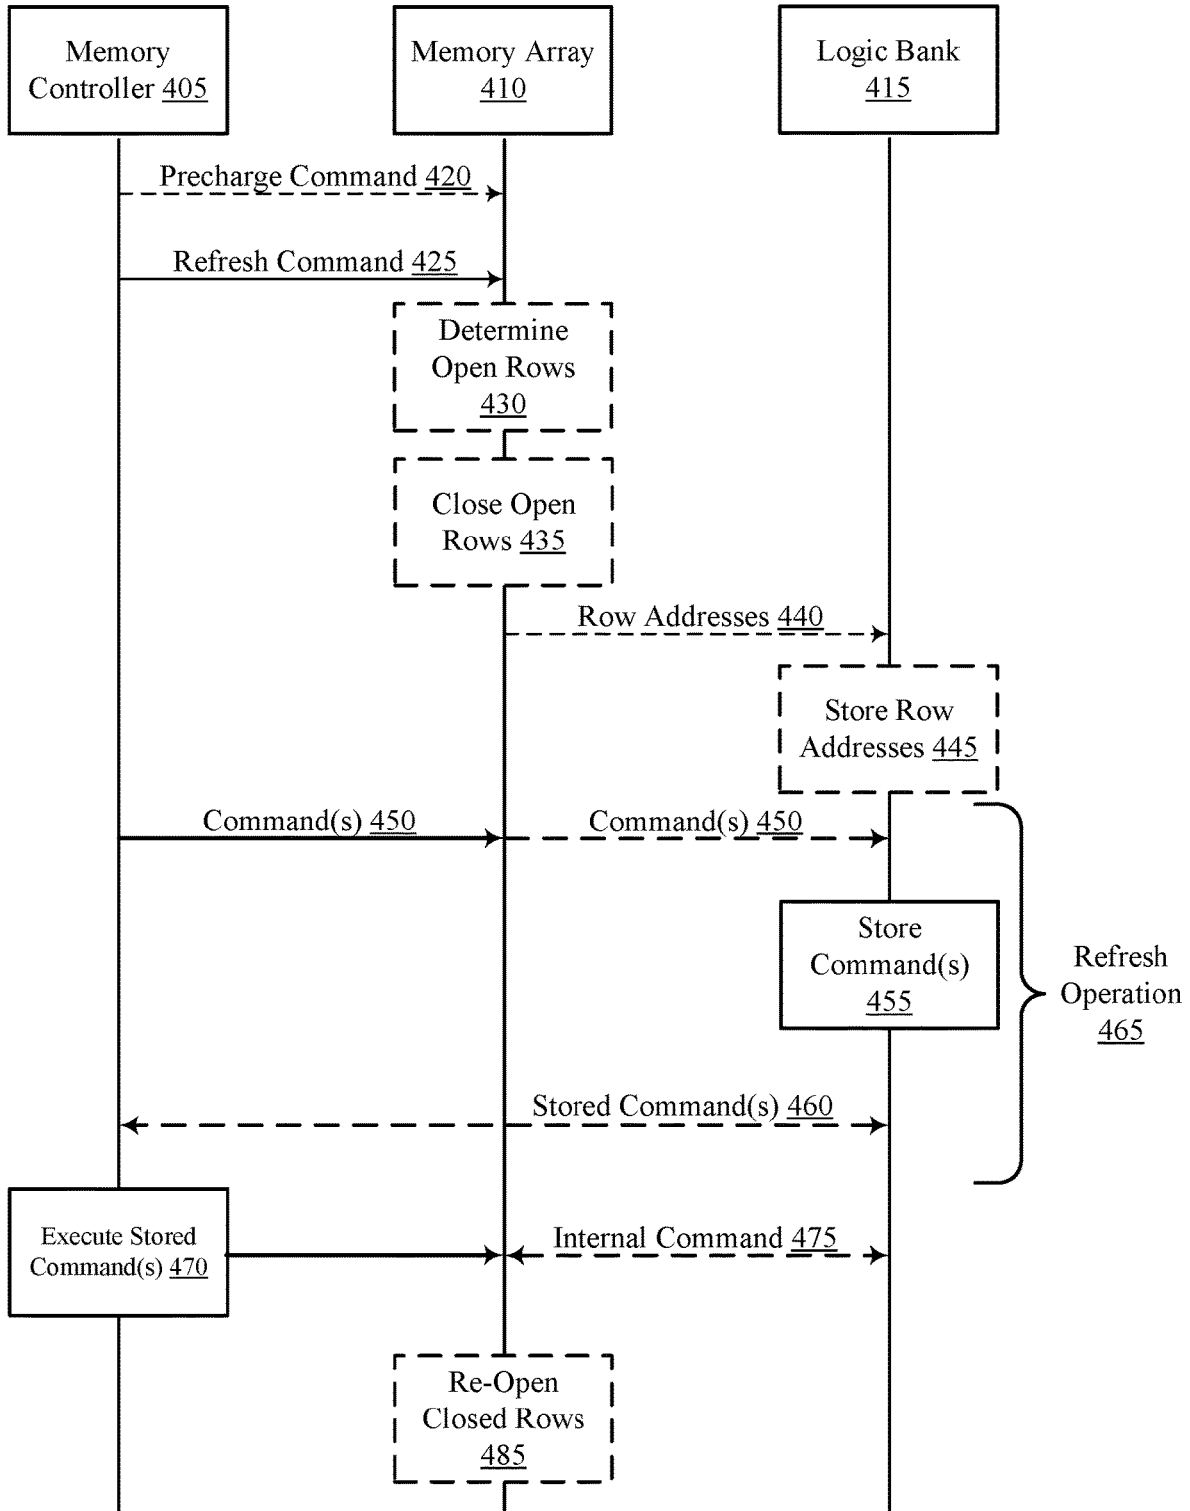 Memory
Controller 405
Memory Array
410
Logic Bank
415
Precharge Command 420
Refresh Command 425
Determine
Open Rows
430
Close Open
Rows 435
Row Addresses 440
Store Row
Addresses 445
Command(s) 450
Command(s) 450
Store
Command(s)
455
Refresh
Operation
465
Stored Command(s) 460
Execute Stored
Command(s) 470
Internal Command 475
Re-Open
Closed Rows
485